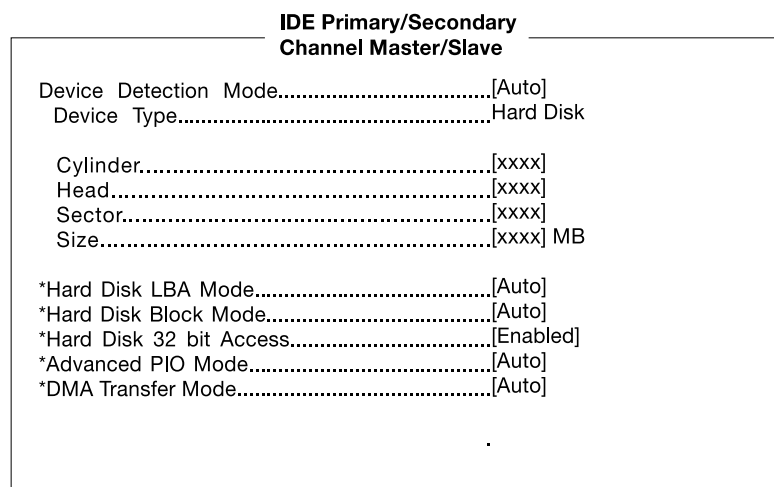 IDE Primary/Secondary
Channel Master/Slave
Device Detection Mode..............................[Auto]
Device Type..............................Hard Disk
Cylinder..............................[xxxx]
Head..............................[xxxx]
Sector..............................[xxxx]
Size..............................[xxxx] MB
*Hard Disk LBA Mode..............................[Auto]
*Hard Disk Block Mode..............................[Auto]
*Hard Disk 32 bit Access..............................[Enabled]
*Advanced PIO Mode..............................[Auto]
*DMA Transfer Mode..............................[Auto]